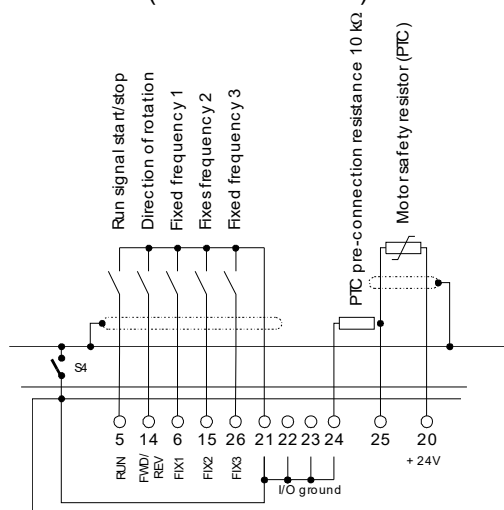 Run signal start/stop
Direction of rotation
Fixed frequency 1
Fixes frequency 2
Fixed frequency 3
PTC pre-connection resistance 10 kΩ
Motor safety resistor (PTC)
S4
5
14
6
15
26
21
22
23
24
25
20
RUN
FWD/
REV
FIX1
FIX2
FIX3
+ 24V
I/O ground